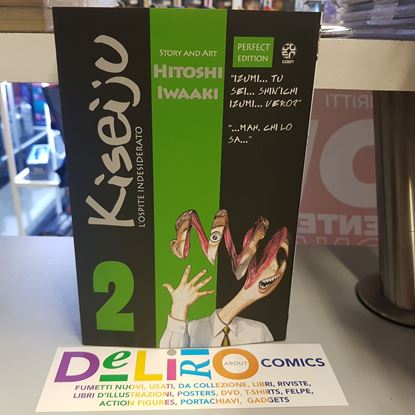 Kiseiju
L'OSPITE INDESIDERATO
2
STORY AND ART
HITOSHI
IWAAKI
PERFECT
EDITION
GOEN
"IZUMI... TU
SEI... SHIN'ICHI
IZUMI... VERO?"
"...MAH, CHI LO
SA..."
DeLiRiO ABOUT COMICS
FUMETTI NUOVI, USATI, DA COLLEZIONE, LIBRI, RIVISTE,
LIBRI D'ILLUSTRAZIONI, POSTERS, DVD, T-SHIRTS, FELPE,
ACTION FIGURES, PORTACHIAVI, GADGETS